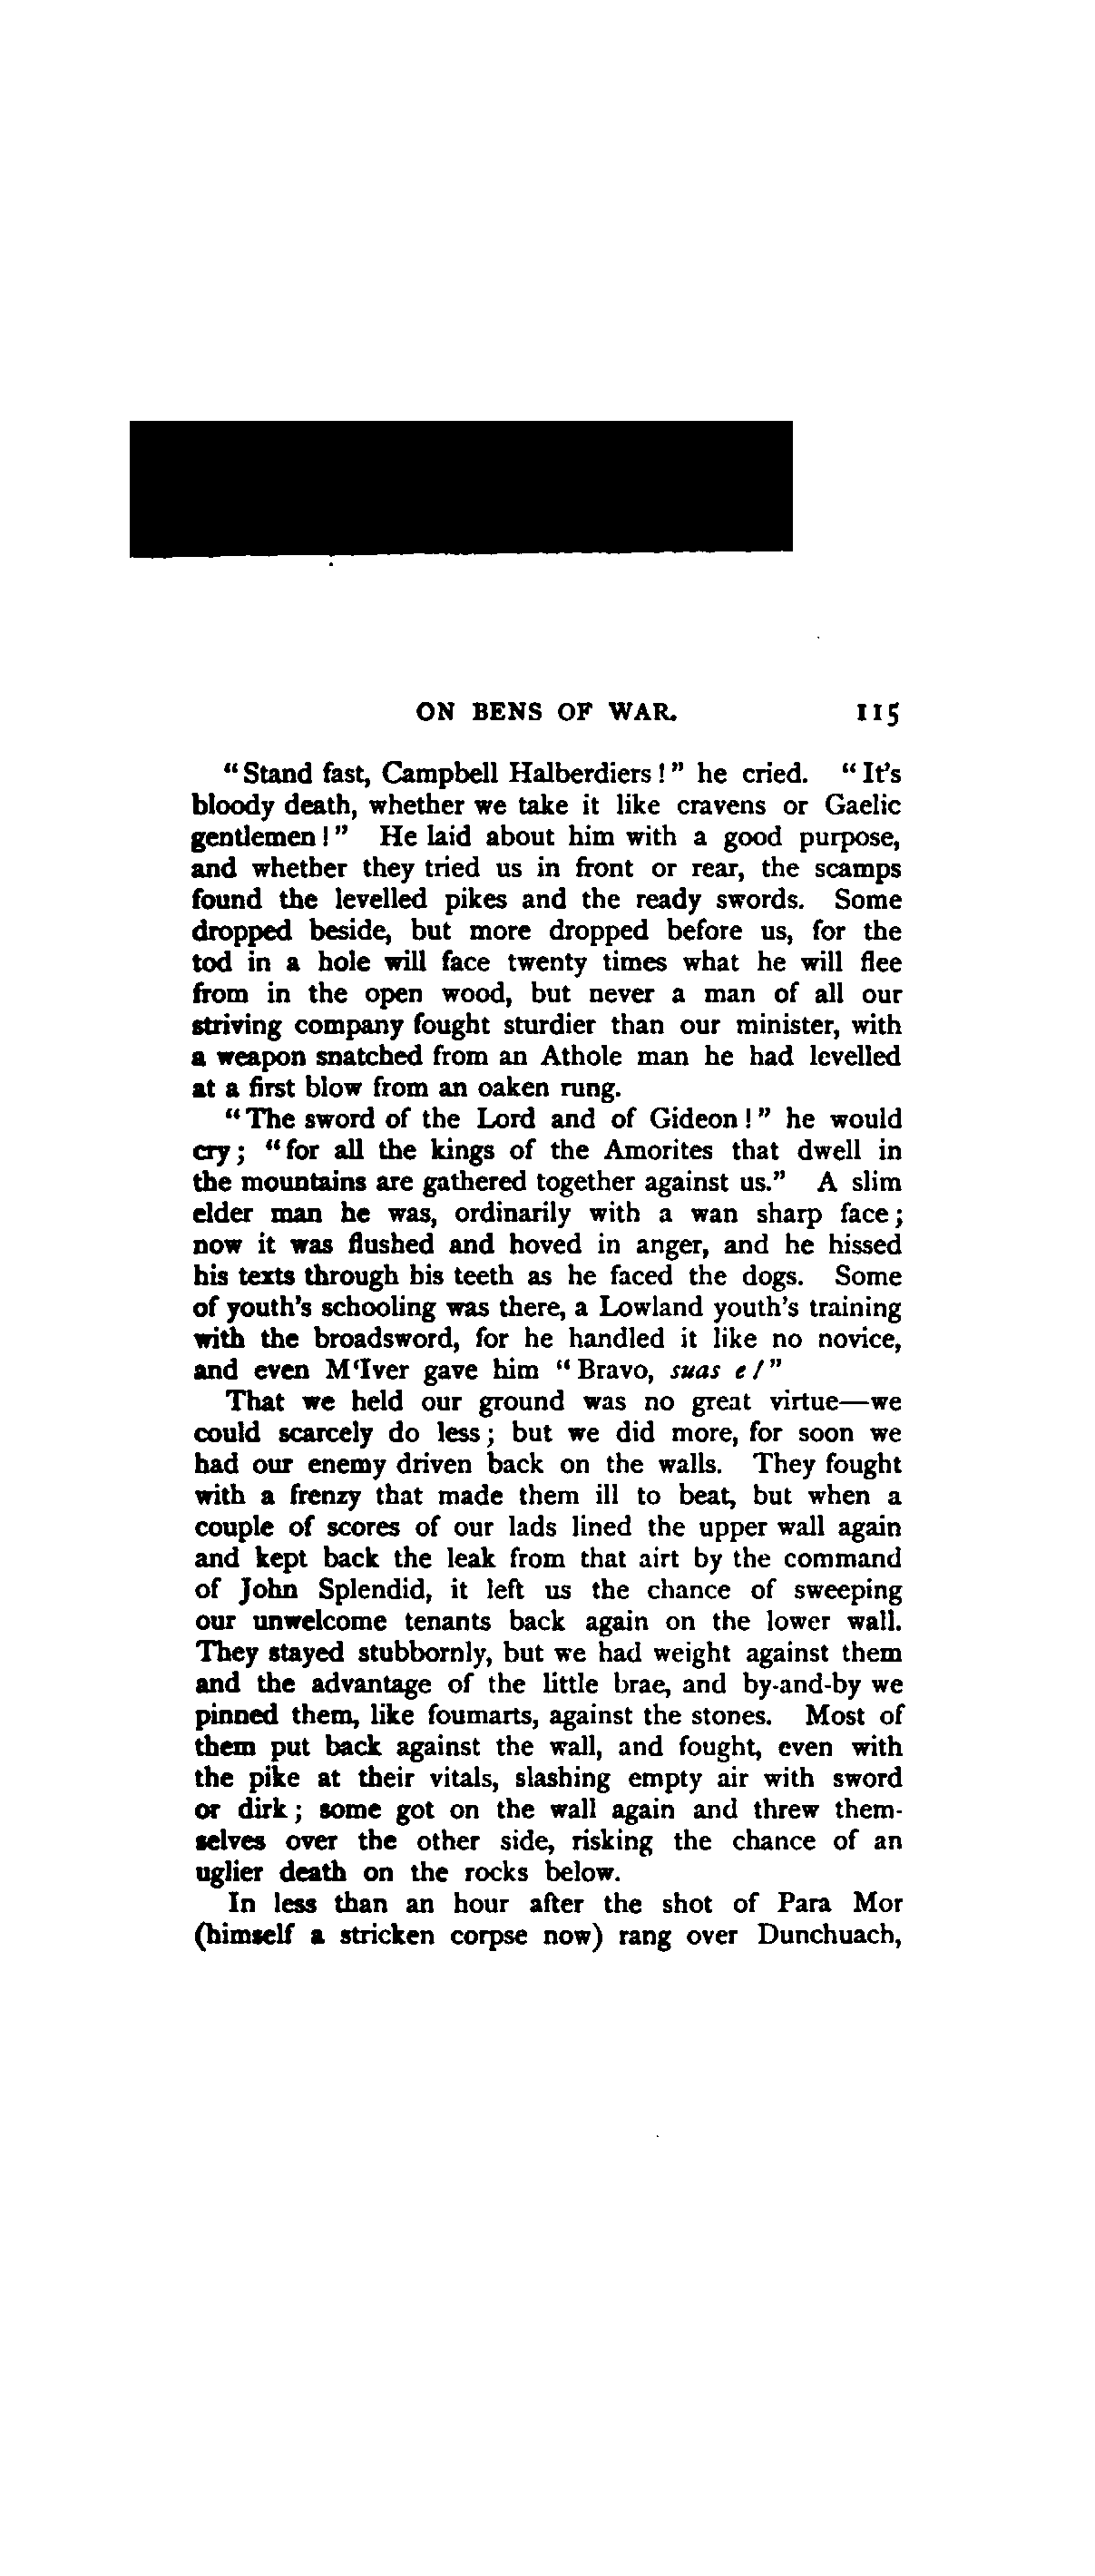 ON BENS OF WAR. 115
"Stand fast, Campbell Halberdiers!" he cried. "It's
bloody death, whether we take it like cravens or Gaelic
gentlemen!" He laid about him with a good purpose,
and whether they tried us in front or rear, the scamps
found the levelled pikes and the ready swords. Some
dropped beside, but more dropped before us, for the
tod in a hole will face twenty times what he will flee
from in the open wood, but never a man of all our
striving company fought sturdier than our minister, with
a weapon snatched from an Athole man he had levelled
at a first blow from an oaken rung.
"The sword of the Lord and of Gideon!" he would
cry; "for all the kings of the Amorites that dwell in
the mountains are gathered together against us." A slim
elder man he was, ordinarily with a wan sharp face;
now it was flushed and hoved in anger, and he hissed
his texts through his teeth as he faced the dogs. Some
of youth's schooling was there, a Lowland youth's training
with the broadsword, for he handled it like no novice,
and even M'Iver gave him "Bravo, suas e!"
That we held our ground was no great virtue—we
could scarcely do less; but we did more, for soon we
had our enemy driven back on the walls. They fought
with a frenzy that made them ill to beat, but when a
couple of scores of our lads lined the upper wall again
and kept back the leak from that airt by the command
of John Splendid, it left us the chance of sweeping
our unwelcome tenants back again on the lower wall.
They stayed stubbornly, but we had weight against them
and the advantage of the little brae, and by-and-by we
pinned them, like foumarts, against the stones. Most of
them put back against the wall, and fought, even with
the pike at their vitals, slashing empty air with sword
or dirk; some got on the wall again and threw them-
selves over the other side, risking the chance of an
uglier death on the rocks below.
In less than an hour after the shot of Para Mor
(himself a stricken corpse now) rang over Dunchuach,